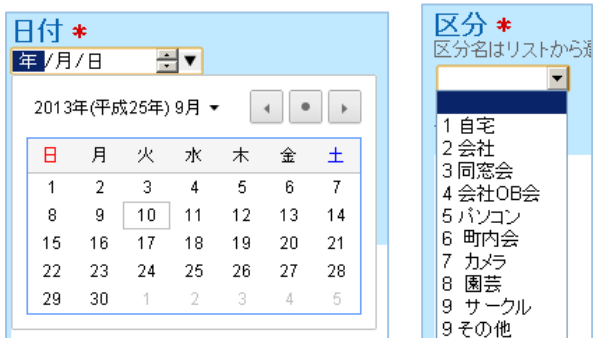 日付 *
年/月/日
2013年(平成25年) 9月
日 月 火 水 木 金 土
1 2 3 4 5 6 7
8 9 10 11 12 13 14
15 16 17 18 19 20 21
22 23 24 25 26 27 28
29 30 1 2 3 4 5
区分 *
区分名はリストから
1 自宅
2 会社
3 同窓会
4 会社OB会
5 パソコン
6 町内会
7 カメラ
8 園芸
9 サークル
9 その他